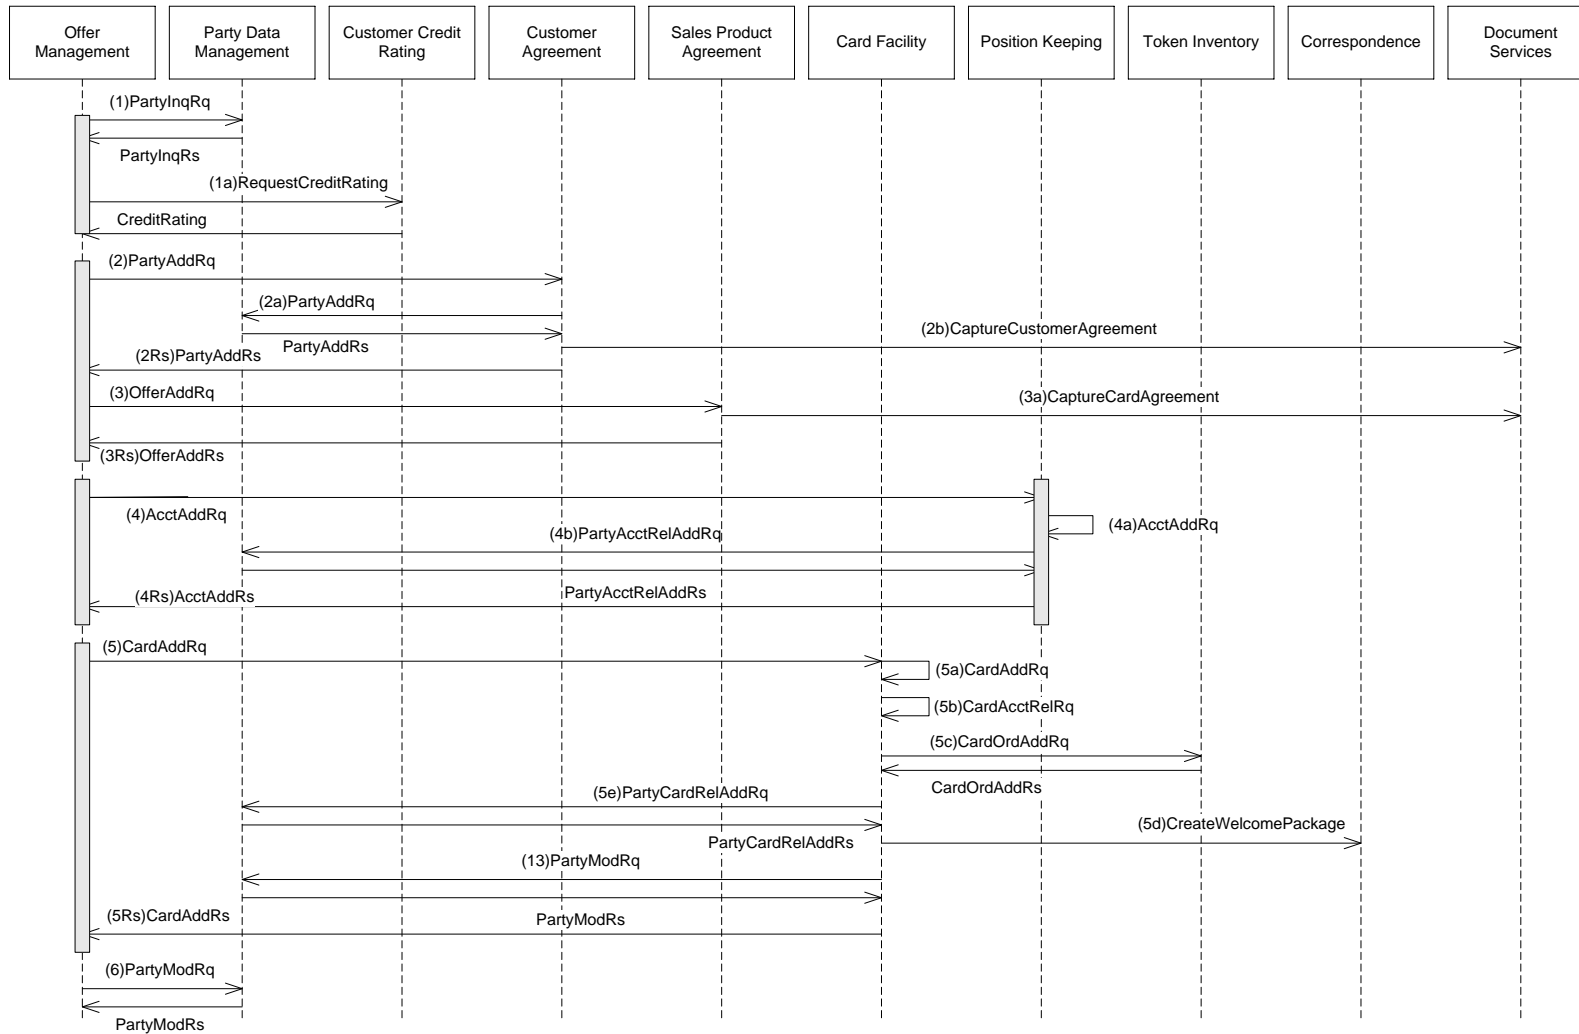 Offer
Management
Party Data
Management
Customer Credit
Rating
Customer
Agreement
Sales Product
Agreement
Card Facility
Position Keeping
Token Inventory
Correspondence
Document
Services
(1)PartyInqRq
PartyInqRs
(1a)RequestCreditRating
CreditRating
(2)PartyAddRq
(2a)PartyAddRq
(2b)CaptureCustomerAgreement
PartyAddRs
(2Rs)PartyAddRs
(3)OfferAddRq
(3a)CaptureCardAgreement
(3Rs)OfferAddRs
(4)AcctAddRq
(4a)AcctAddRq
(4b)PartyAcctRelAddRq
PartyAcctRelAddRs
(4Rs)AcctAddRs
(5)CardAddRq
(5a)CardAddRq
(5b)CardAcctRelRq
(5c)CardOrdAddRq
CardOrdAddRs
(5e)PartyCardRelAddRq
(5d)CreateWelcomePackage
PartyCardRelAddRs
(13)PartyModRq
(5Rs)CardAddRs
PartyModRs
(6)PartyModRq
PartyModRs